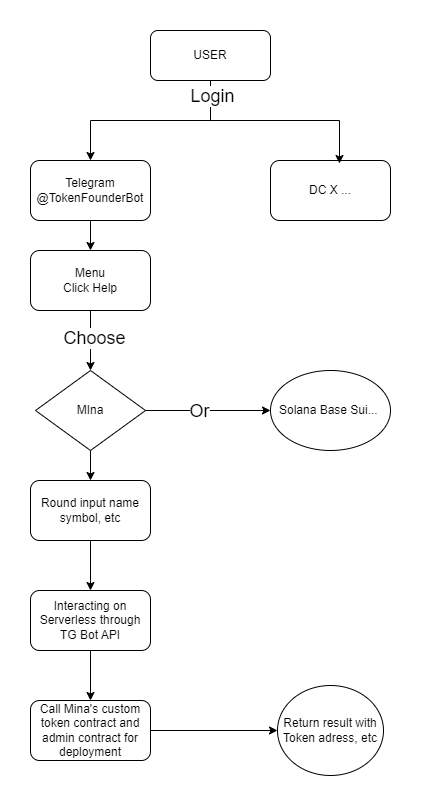 USER
Login
Telegram
@TokenFounderBot
DC X ...
Menu
Click Help
Choose
MIna
Or
Solana Base Sui...
Round input name
symbol, etc
Interacting on
Serverless through
TG Bot API
Call Mina's custom
token contract and
admin contract for
deployment
Return result with
Token adress, etc